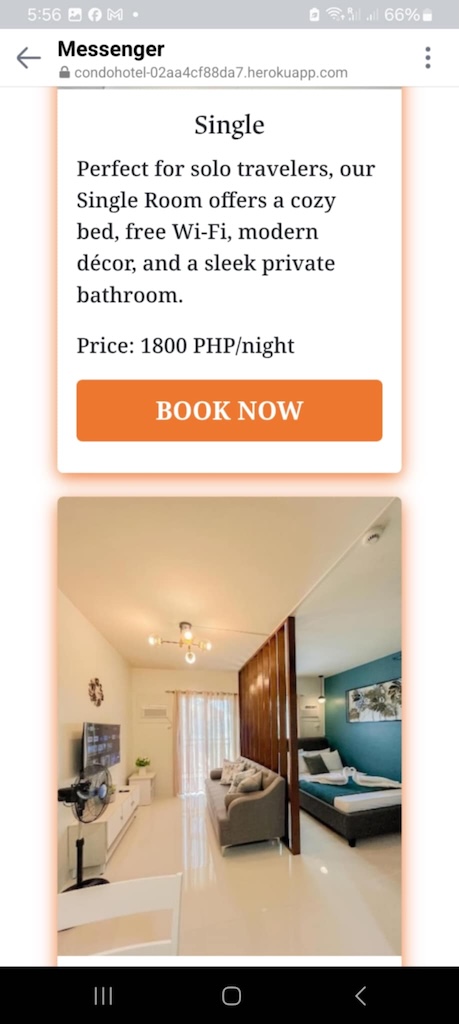 5:56
66%
Messenger
condohotel-02aa4cf88da7.herokuapp.com
Single
Perfect for solo travelers, our
Single Room offers a cozy
bed, free Wi-Fi, modern
décor, and a sleek private
bathroom.
Price: 1800 PHP/night
BOOK NOW